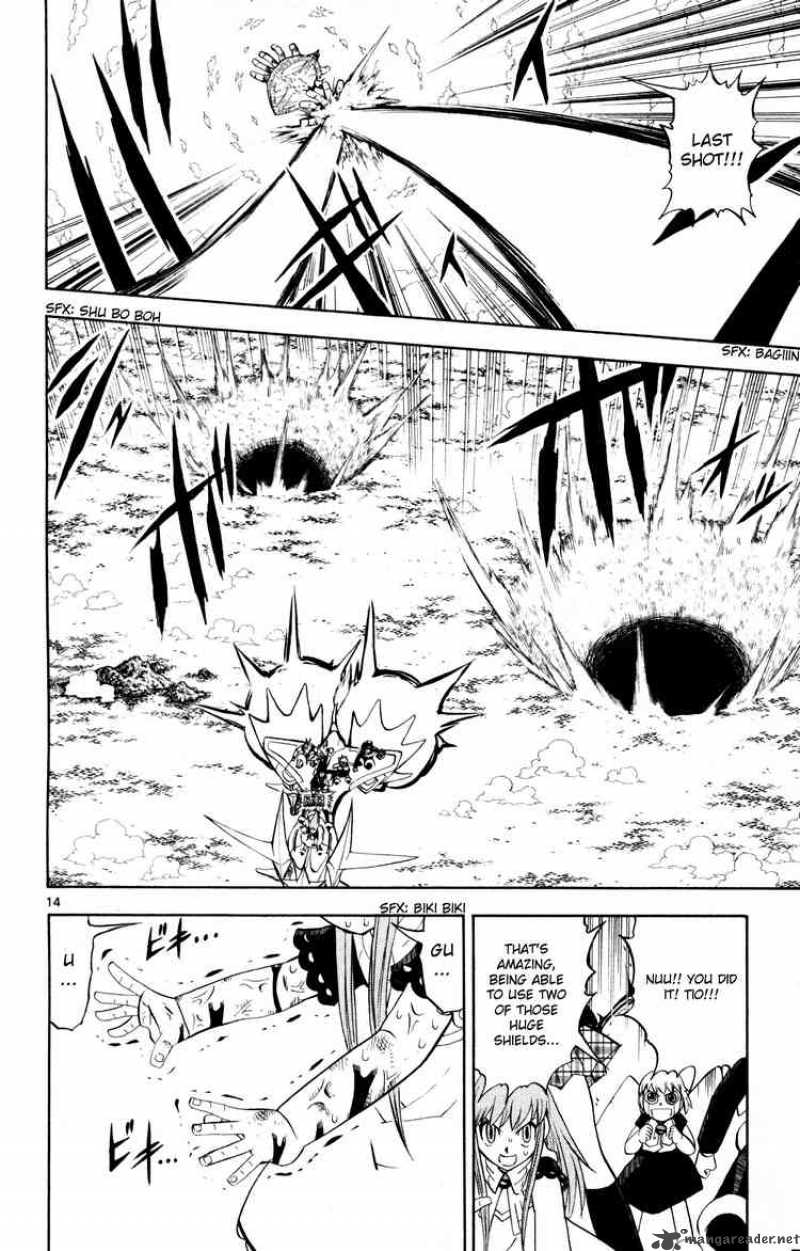 LAST
SHOT!!!
SFX: SHU BO BOH
SFX: BAGIIIN
14
SFX: BIKI BIKI
NUU!! YOU DID
IT! TIO!!!
THAT'S
AMAZING,
BEING ABLE
TO USE TWO
OF THOSE
HUGE
SHIELDS...
GU
...
U
...
ビキ...
ビキ...
mangareader.net